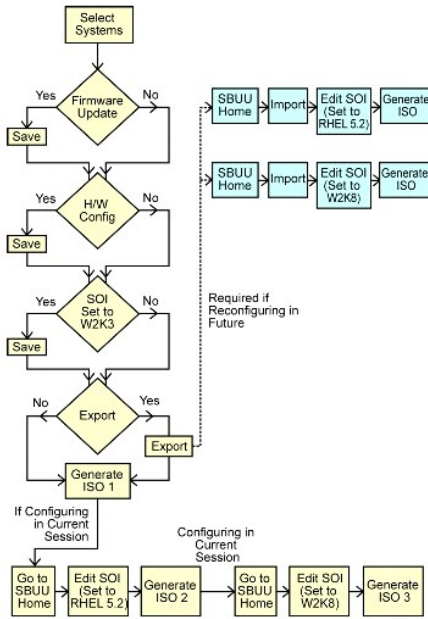 Select
Systems
Yes
No
Firmware
Update
Save
SBUU
Home
Import
Edit SOI
(Set to
RHEL 5.2)
Generate
ISO
SBUU
Home
Import
Edit SOI
(Set to
W2K8)
Generate
ISO
Yes
No
H/W
Config
Save
Yes
No
SOI
Set to
W2K3
Save
Required if
Reconfiguring in
Future
No
Yes
Export
Export
Generate
ISO 1
If Configuring
in Current
Session
Configuring in
Current
Session
Go to
SBUU
Home
Edit SOI
(Set to
RHEL 5.2)
Generate
ISO 2
Go to
SBUU
Home
Edit SOI
(Set to
W2K8)
Generate
ISO 3